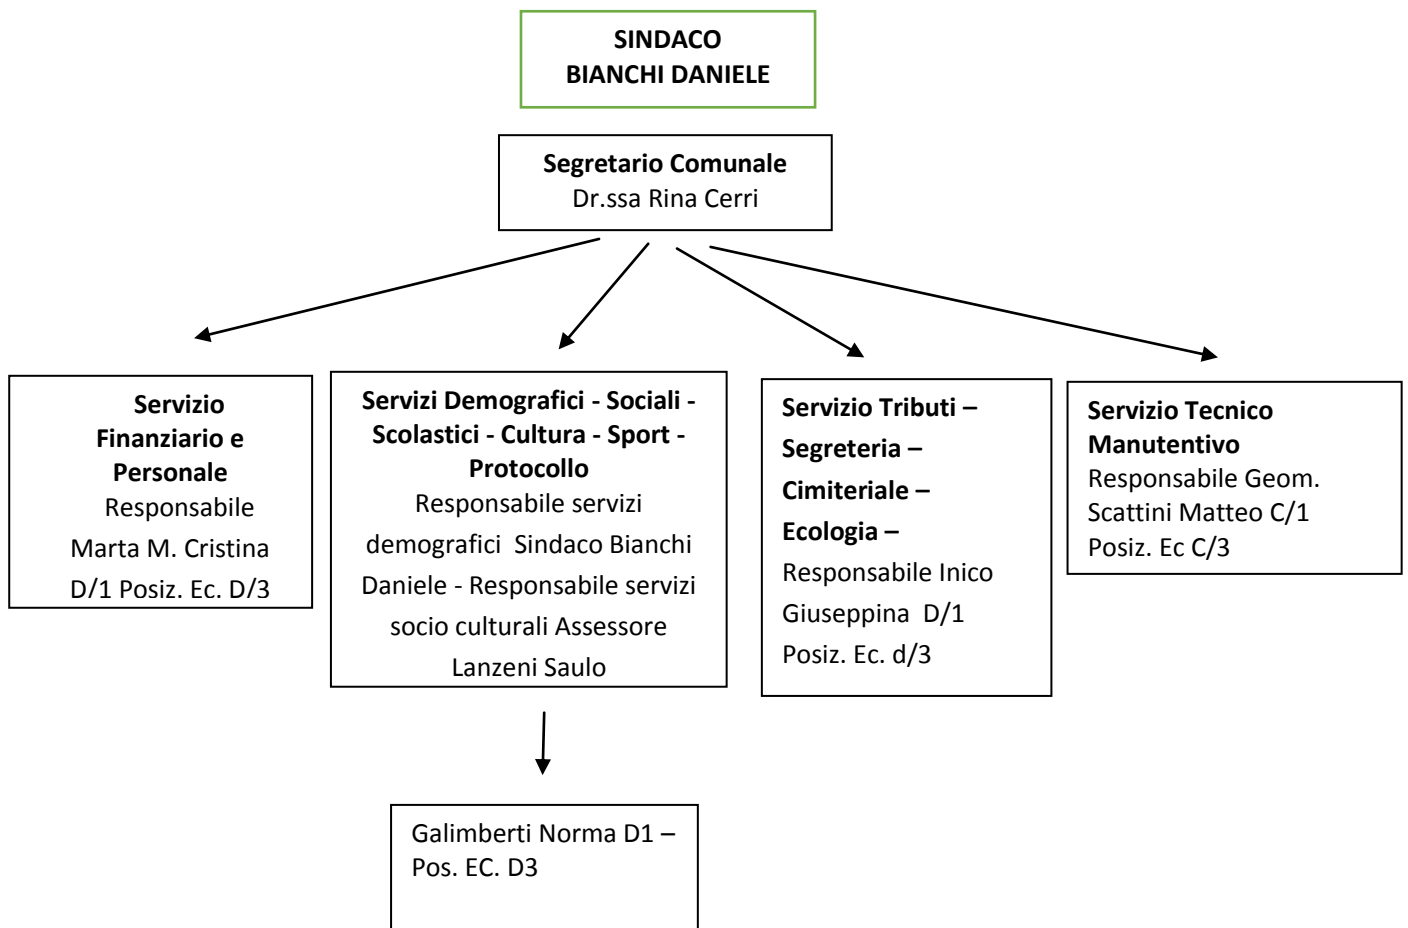 SINDACO
BIANCHI DANIELE
Segretario Comunale
Dr.ssa Rina Cerri
Servizio
Finanziario e
Personale
Responsabile
Marta M. Cristina
D/1 Posiz. Ec. D/3
Servizi Demografici - Sociali -
Scolastici - Cultura - Sport -
Protocollo
Responsabile servizi
demografici Sindaco Bianchi
Daniele - Responsabile servizi
socio culturali Assessore
Lanzeni Saulo
Servizio Tributi –
Segreteria –
Cimiteriale –
Ecologia –
Responsabile Inico
Giuseppina D/1
Posiz. Ec. d/3
Servizio Tecnico
Manutentivo
Responsabile Geom.
Scattini Matteo C/1
Posiz. Ec C/3
Galimberti Norma D1 –
Pos. EC. D3